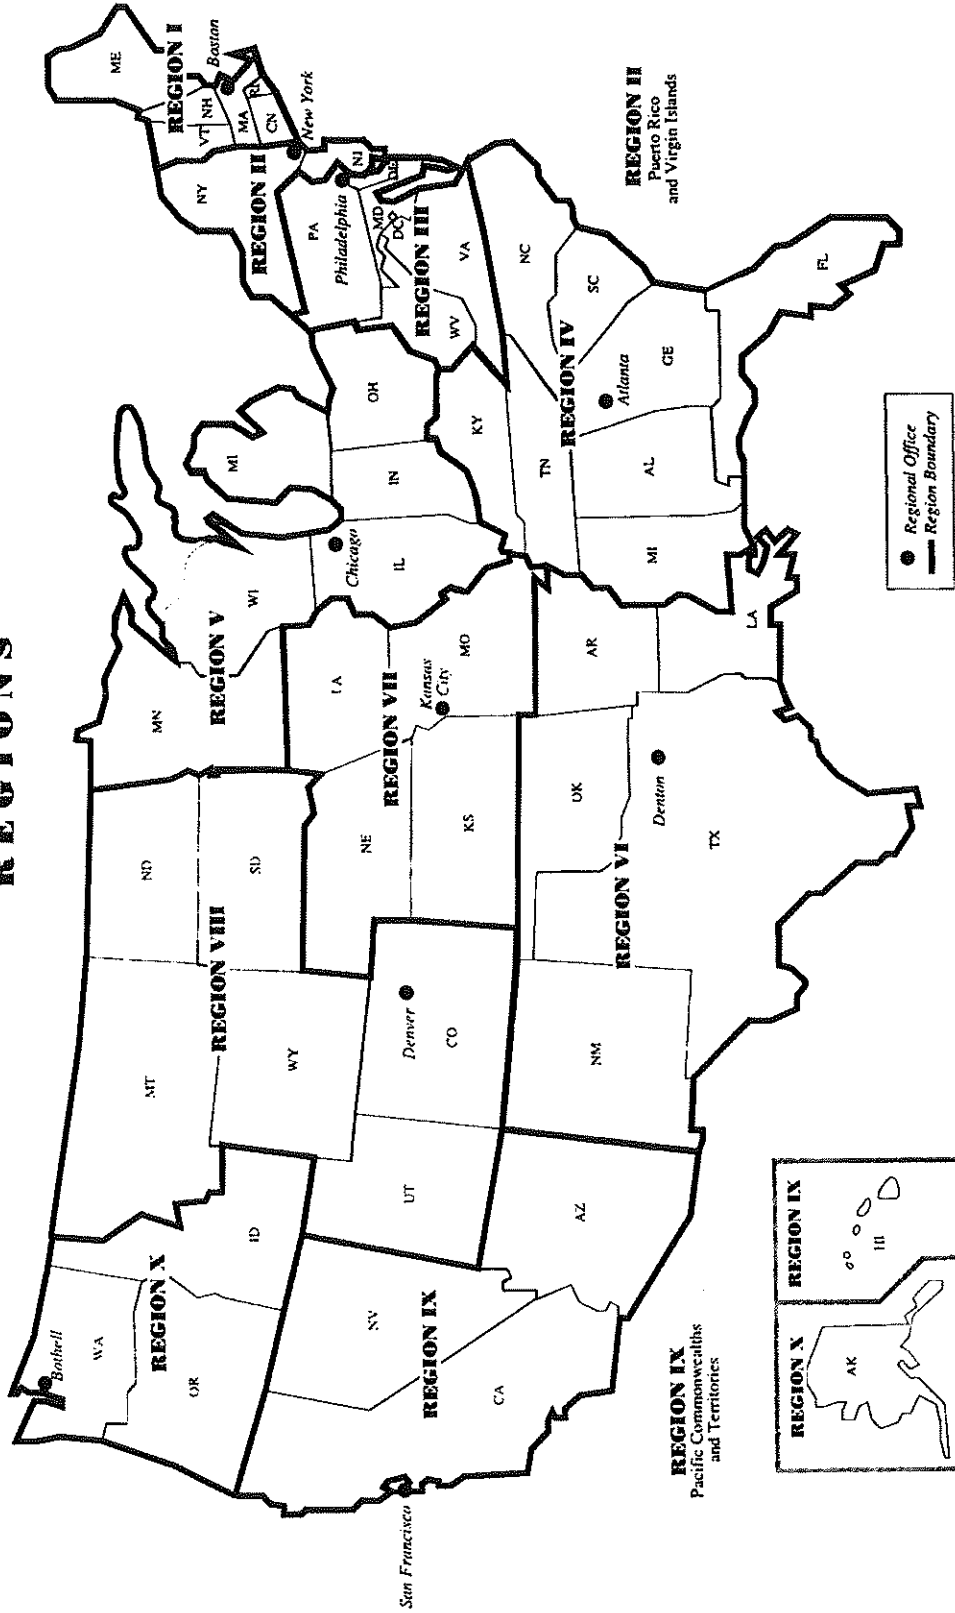 REGIONS
ME
REGION I
Boston
VT
NH
MA
RI
CN
NY
New York
REGION II
PA
NJ
Philadelphia
MD
DE
DC
REGION III
VA
WV
REGION II
Puerto Rico
and Virgin Islands
NC
SC
REGION IV
KY
TN
Atlanta
GE
AL
MI
FL
OH
MI
IN
Chicago
IL
WI
REGION V
MN
IA
MO
Kansas
City
REGION VII
NE
KS
AR
LA
OK
Denton
REGION VI
TX
NM
ND
SD
REGION VIII
MT
WY
Denver
CO
UT
AZ
ID
REGION X
WA
Bothell
OR
NV
REGION IX
CA
San Francisco
REGION IX
Pacific Commonwealths
and Territories
REGION X
AK
REGION IX
HI
Regional Office
Region Boundary